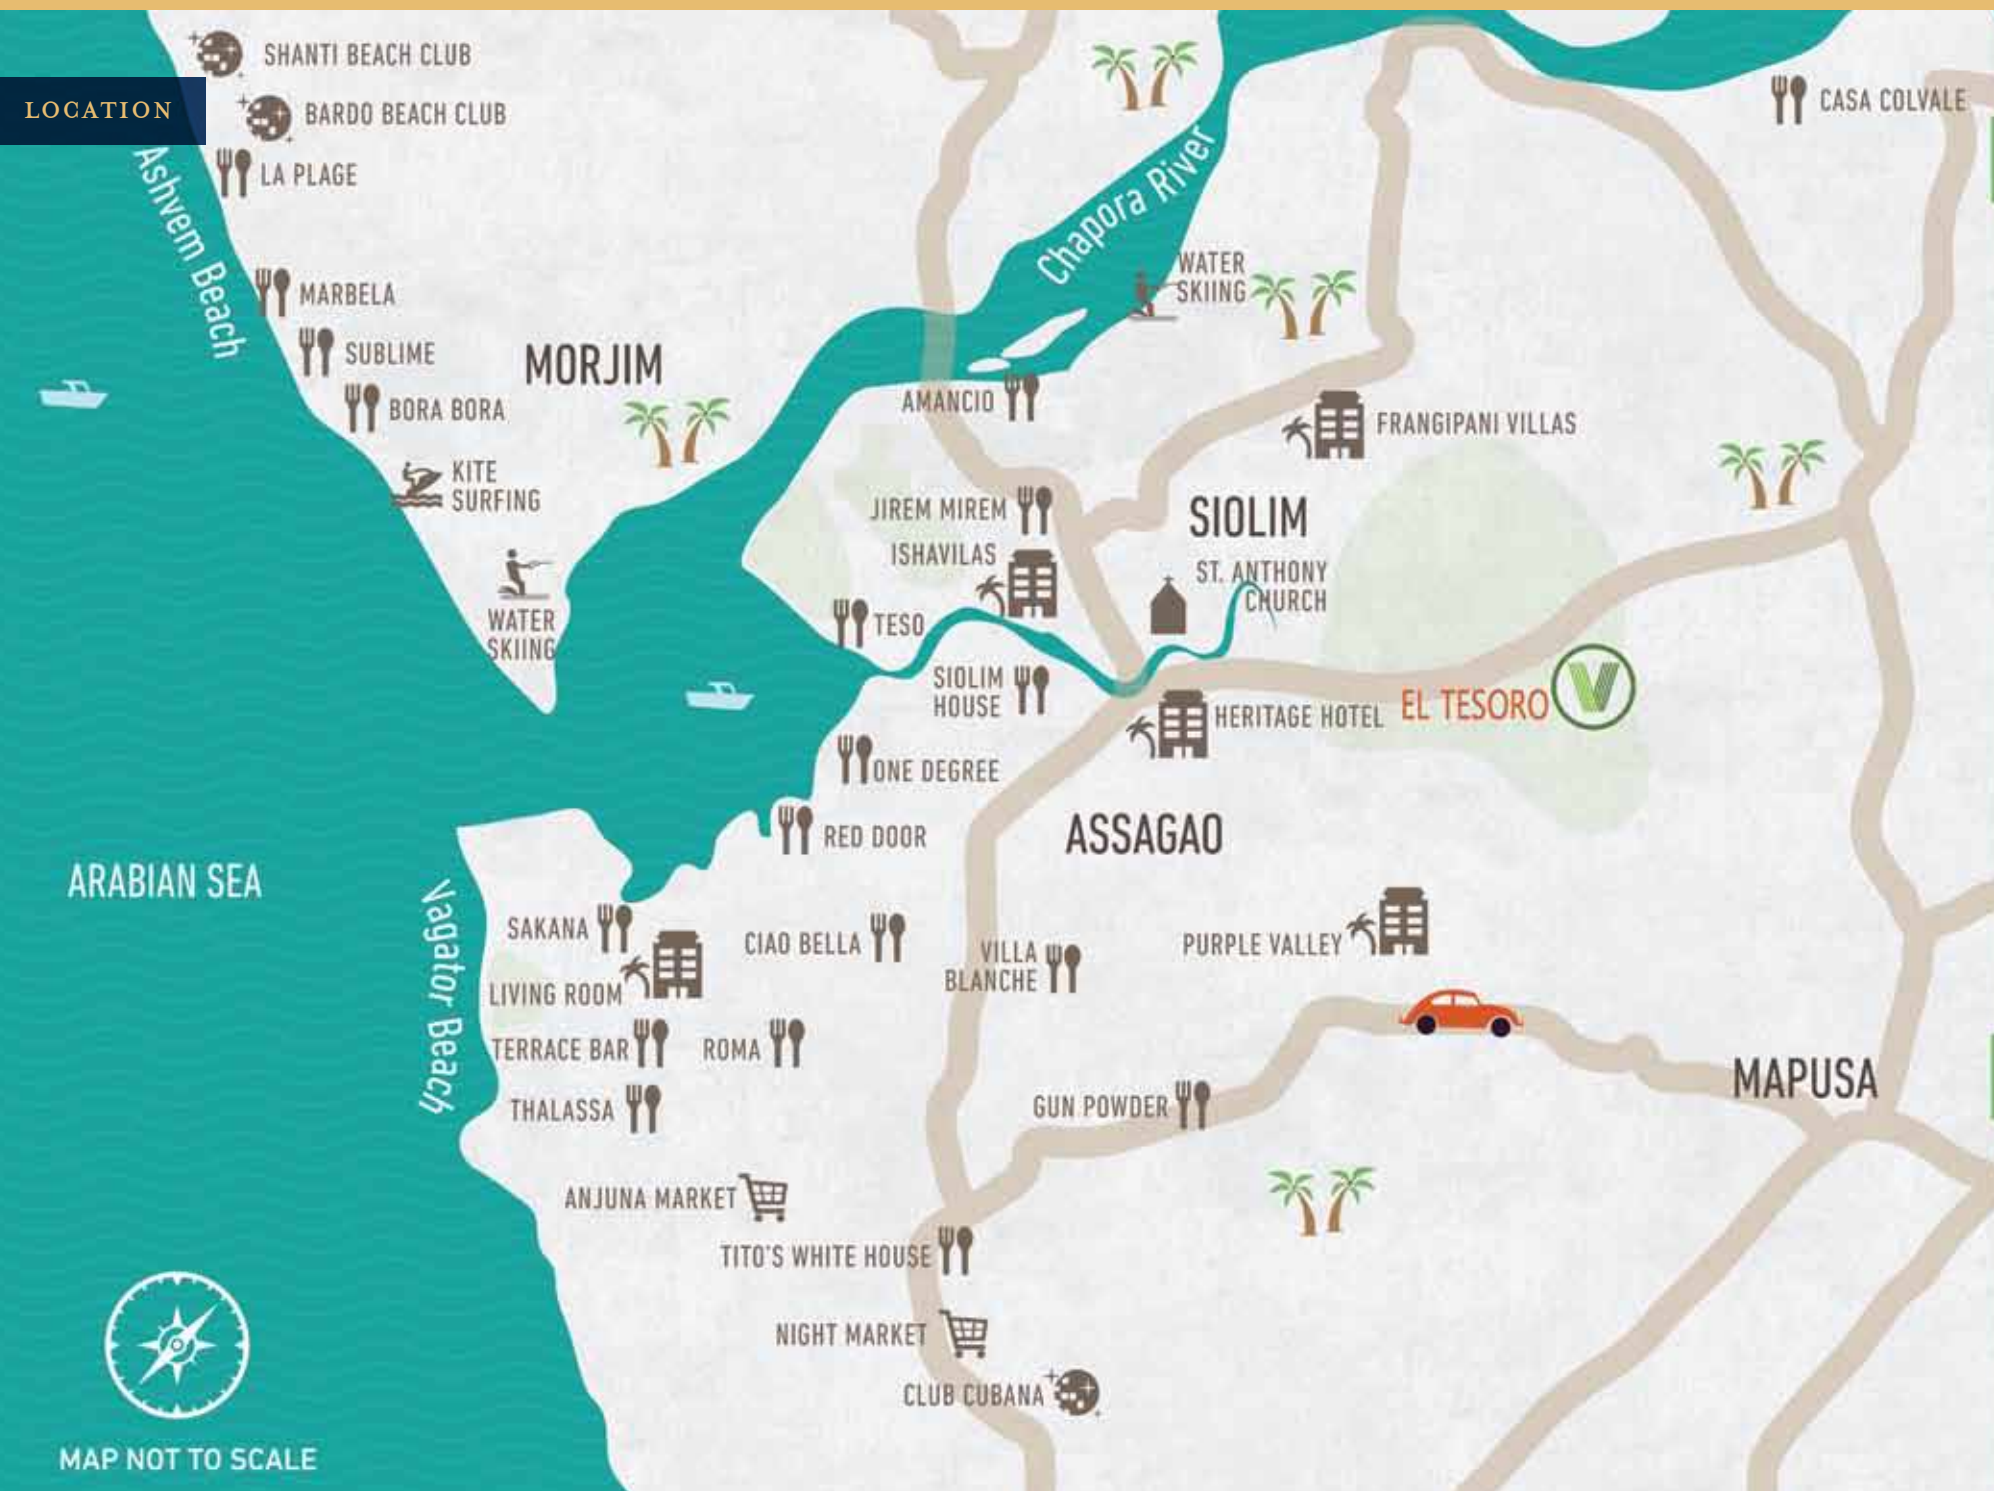 SHANTI BEACH CLUB
LOCATION
BARDO BEACH CLUB
LA PLAGE
CASA COLVALE
Ashvem Beach
Chapora River
WATER
SKIING
MARBELA
SUBLIME
MORJIM
BORA BORA
AMANCIO
FRANGIPANI VILLAS
KITE
SURFING
JIREM MIREM
SIOLIM
ISHAVILAS
ST. ANTHONY
CHURCH
WATER
SKIING
TESO
SIOLIM
HOUSE
HERITAGE HOTEL
EL TESORO
V
ONE DEGREE
RED DOOR
ASSAGAO
ARABIAN SEA
Vagator Beach
SAKANA
CIAO BELLA
VILLA
BLANCHE
PURPLE VALLEY
LIVING ROOM
TERRACE BAR
ROMA
MAPUSA
THALASSA
GUN POWDER
ANJUNA MARKET
TITO'S WHITE HOUSE
NIGHT MARKET
CLUB CUBANA
MAP NOT TO SCALE